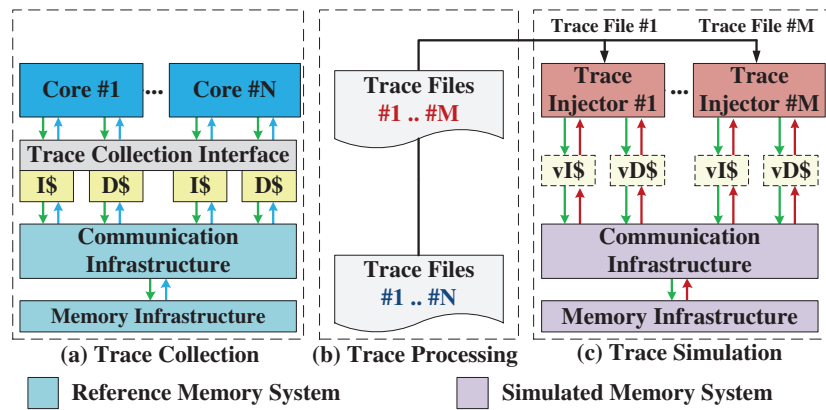 Trace File #1 Trace File #M
Core #1 ... Core #N
Trace Collection Interface
I$ D$ I$ D$
Communication
Infrastructure
Memory Infrastructure
(a) Trace Collection
Trace Files
#1 .. #M
Trace Files
#1 .. #N
(b) Trace Processing
Trace
Injector #1
...
Trace
Injector #M
vI$ vD$ vI$ vD$
Communication
Infrastructure
Memory Infrastructure
(c) Trace Simulation
Reference Memory System
Simulated Memory System